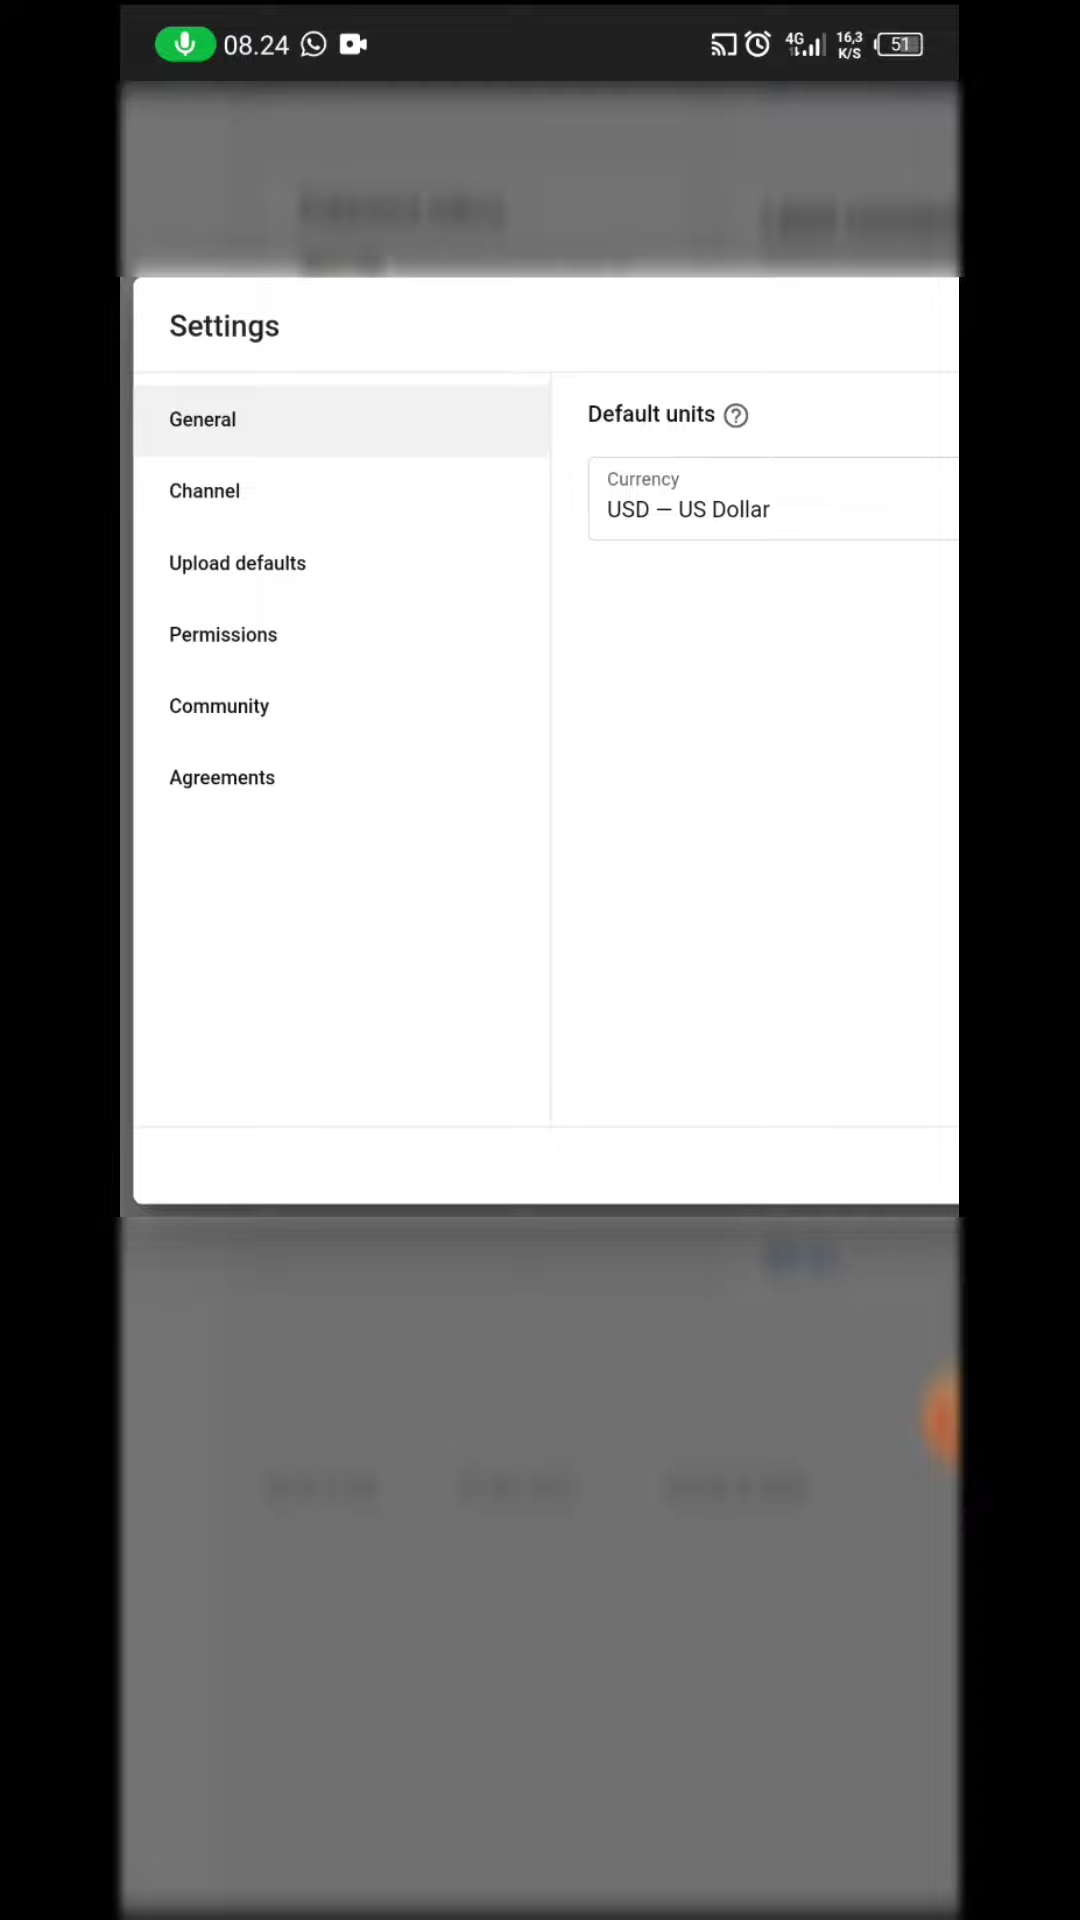 08.24 4G 16,3 K/S 51
Settings
General
Channel
Upload defaults
Permissions
Community
Agreements
Default units ?
Currency
USD – US Dollar